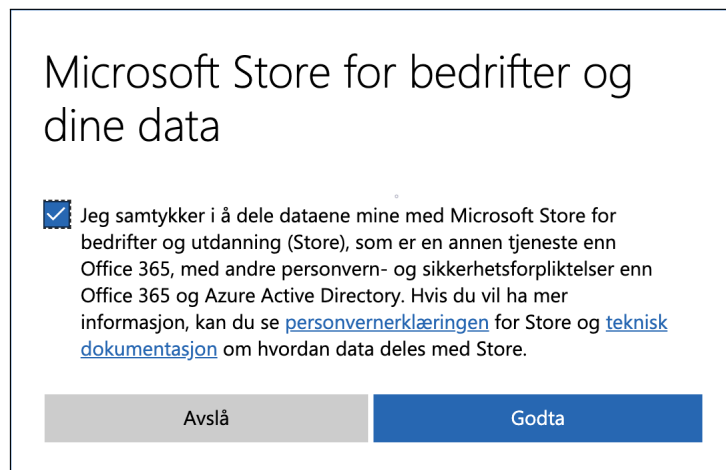 Microsoft Store for bedrifter og
dine data
Jeg samtykker i å dele dataene mine med Microsoft Store for
bedrifter og utdanning (Store), som er en annen tjeneste enn
Office 365, med andre personvern- og sikkerhetsforpliktelser enn
Office 365 og Azure Active Directory. Hvis du vil ha mer
informasjon, kan du se personvernerklæringen for Store og teknisk
dokumentasjon om hvordan data deles med Store.
Avslå
Godta